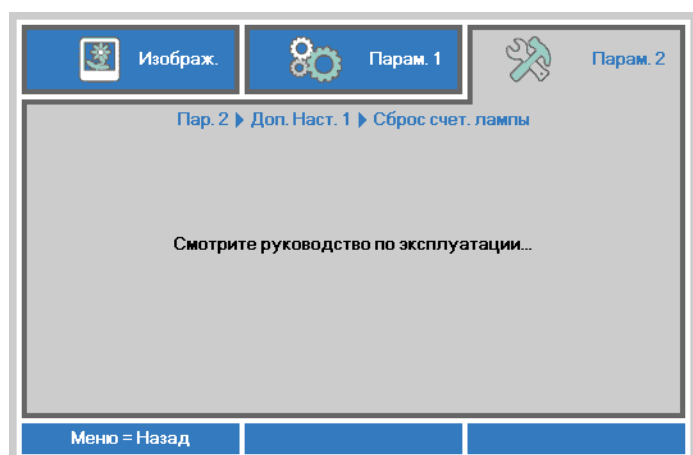 Изображ.
Парам. 1
Парам. 2
Пар. 2 ▶ Доп. Наст. 1 ▶ Сброс счет. лампы
Смотрите руководство по эксплуатации...
Меню = Назад